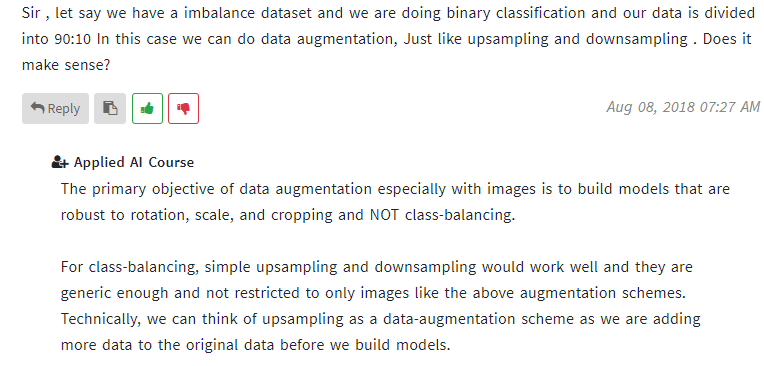 Sir , let say we have a imbalance dataset and we are doing binary classification and our data is divided
into 90:10 In this case we can do data augmentation, Just like upsampling and downsampling . Does it
make sense?
Reply
Aug 08, 2018 07:27 AM
Applied AI Course
The primary objective of data augmentation especially with images is to build models that are
robust to rotation, scale, and cropping and NOT class-balancing.
For class-balancing, simple upsampling and downsampling would work well and they are
generic enough and not restricted to only images like the above augmentation schemes.
Technically, we can think of upsampling as a data-augmentation scheme as we are adding
more data to the original data before we build models.